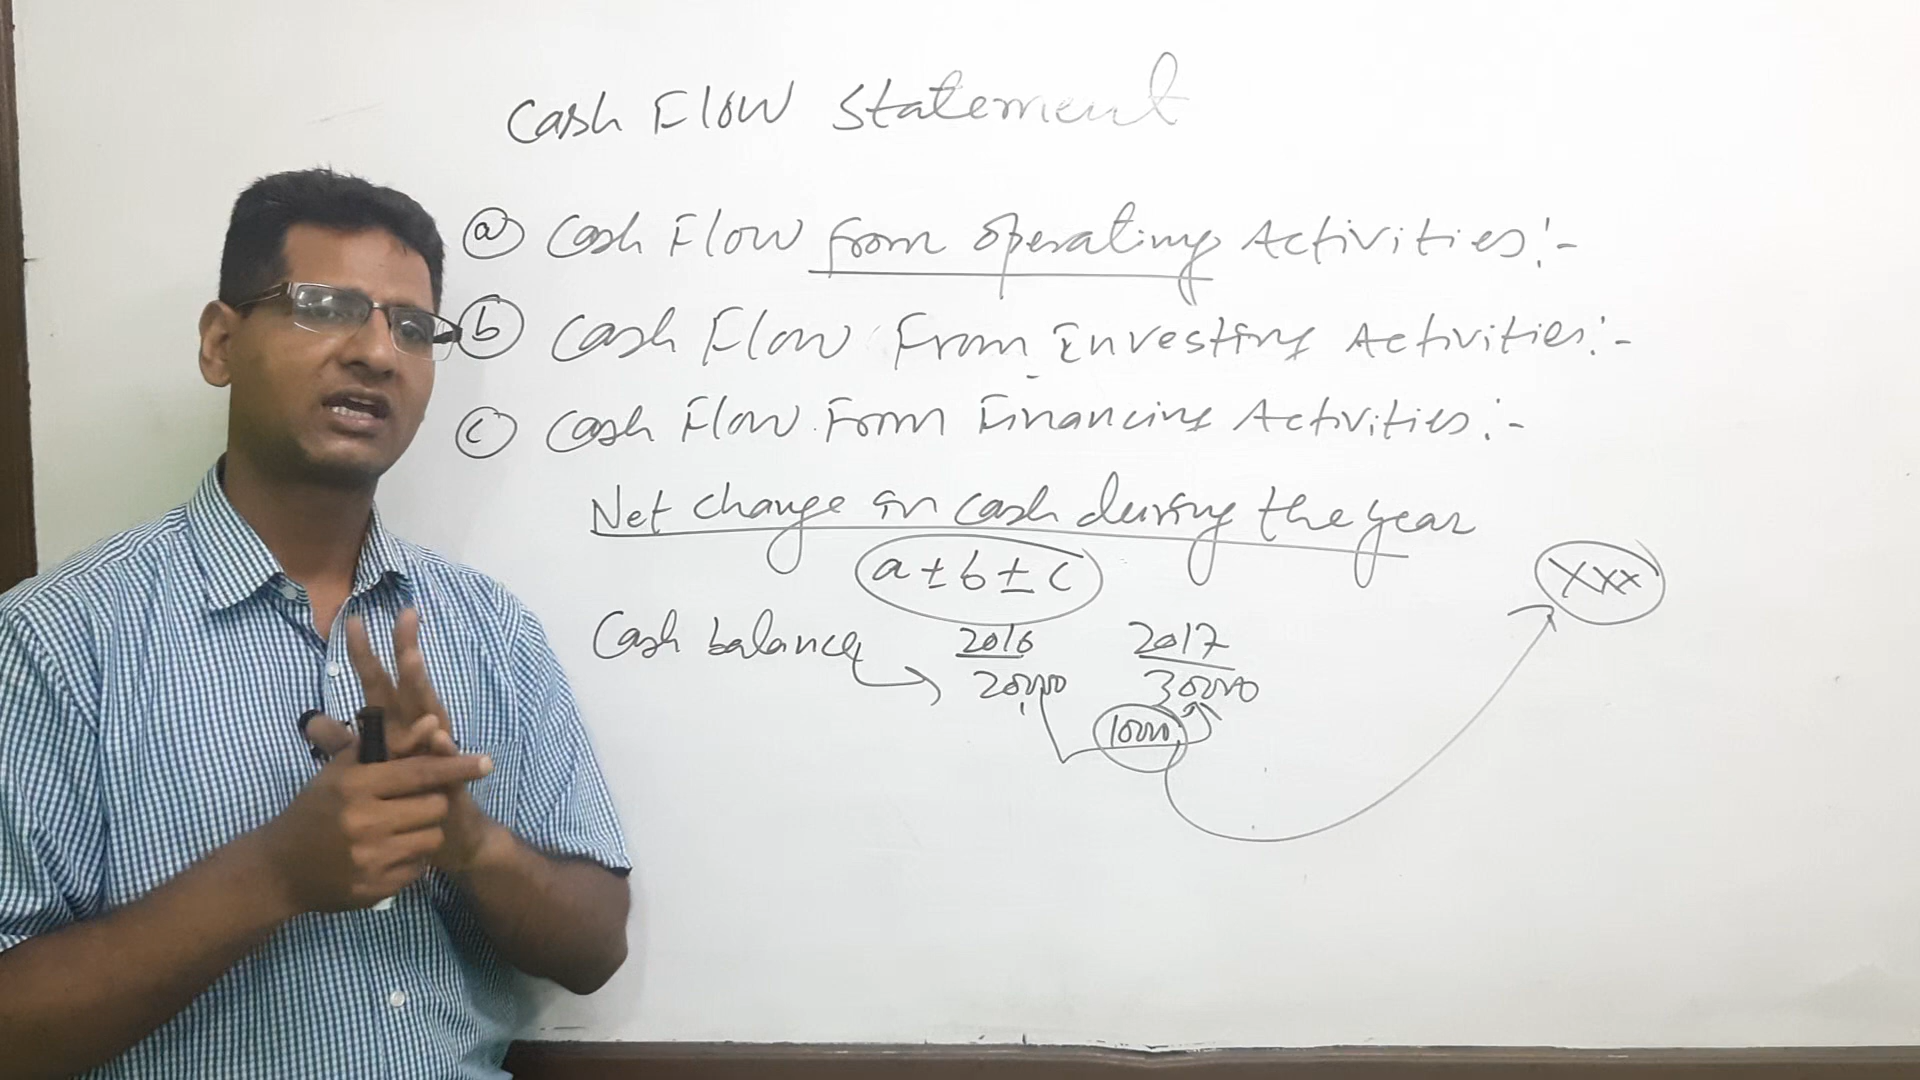 Cash Flow Statement
a Cash Flow from operating Activities:-
b Cash Flow From Investing Activities:-
c Cash Flow From Financing Activities:-
Net change in cash during the year
a ± b ± c
xxx
Cash balance 2016 2017
20000 30000
10000